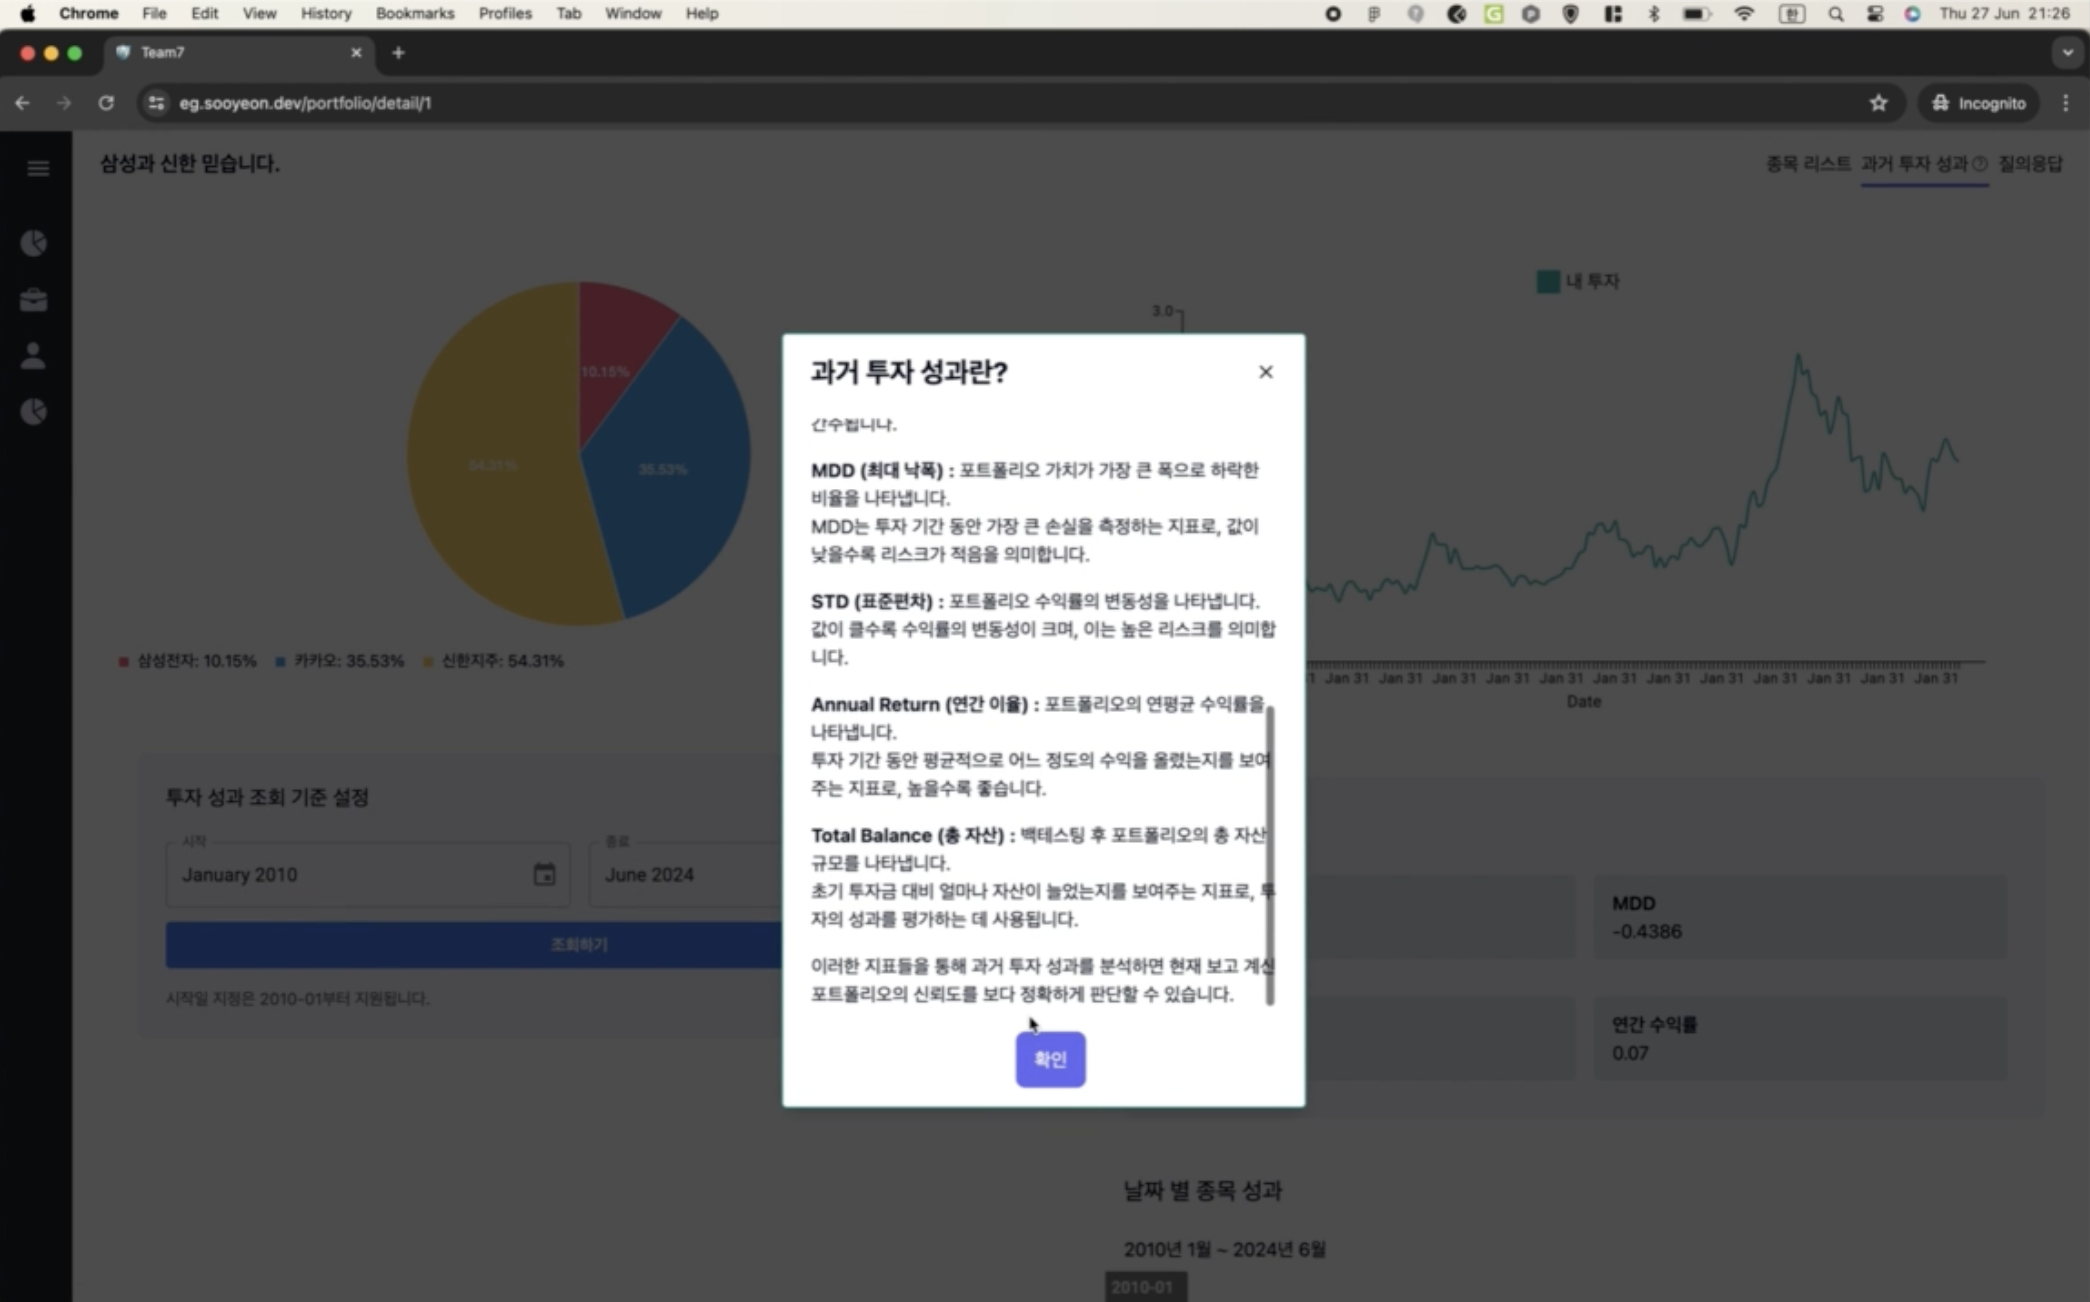 Chrome File Edit View History Bookmarks Profiles Tab Window Help Thu 27 Jun 21:26
Team7
eg.sooyeon.dev/portfolio/detail/1 Incognito
삼성과 신한 믿습니다.
종목 리스트 과거 투자 성과 질의응답
내 투자
3.0
10.15%
54.31%
35.53%
삼성전자: 10.15% 카카오: 35.53% 신한지주: 54.31%
1 Jan 31 Jan 31 Jan 31 Jan 31 Jan 31 Jan 31 Jan 31 Jan 31 Jan 31 Jan 31 Jan 31 Jan 31
Date
과거 투자 성과란?
MDD (최대 낙폭) : 포트폴리오 가치가 가장 큰 폭으로 하락한
비율을 나타냅니다.
MDD는 투자 기간 동안 가장 큰 손실을 측정하는 지표로, 값이
낮을수록 리스크가 적음을 의미합니다.
STD (표준편차) : 포트폴리오 수익률의 변동성을 나타냅니다.
값이 클수록 수익률의 변동성이 크며, 이는 높은 리스크를 의미합
니다.
Annual Return (연간 이율) : 포트폴리오의 연평균 수익률을
나타냅니다.
투자 기간 동안 평균적으로 어느 정도의 수익을 올렸는지를 보여
주는 지표로, 높을수록 좋습니다.
Total Balance (총 자산) : 백테스팅 후 포트폴리오의 총 자산
규모를 나타냅니다.
초기 투자금 대비 얼마나 자산이 늘었는지를 보여주는 지표로, 투
자의 성과를 평가하는 데 사용됩니다.
이러한 지표들을 통해 과거 투자 성과를 분석하면 현재 보고 계신
포트폴리오의 신뢰도를 보다 정확하게 판단할 수 있습니다.
확인
투자 성과 조회 기준 설정
시작
January 2010
종료
June 2024
조회하기
시작일 지정은 2010-01부터 지원됩니다.
MDD
-0.4386
연간 수익률
0.07
날짜 별 종목 성과
2010년 1월 ~ 2024년 6월
2010-01